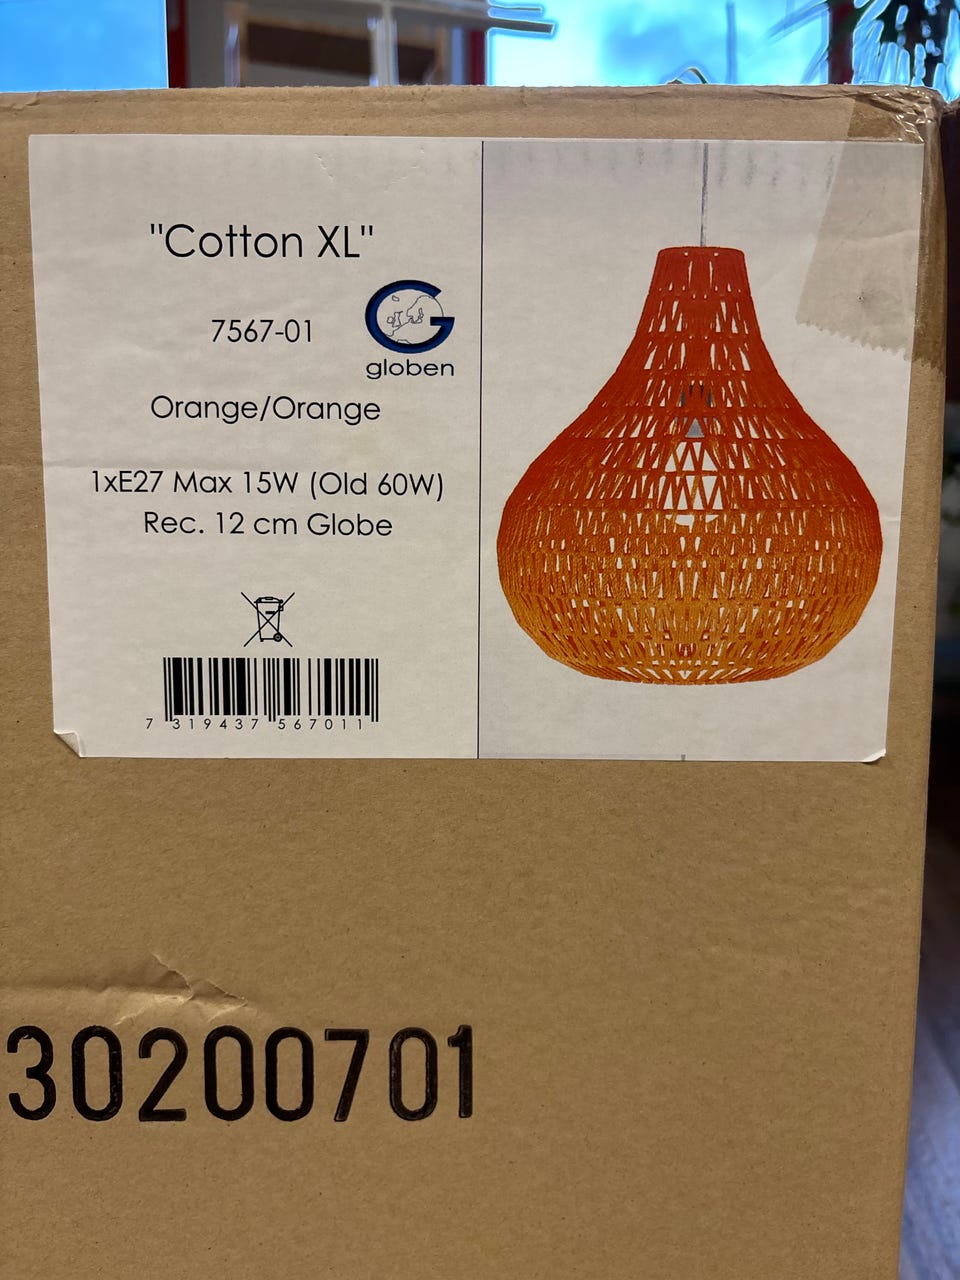 "Cotton XL"
7567-01
globen
Orange/Orange
1xE27 Max 15W (Old 60W)
Rec. 12 cm Globe
7 319437 567011
30200701